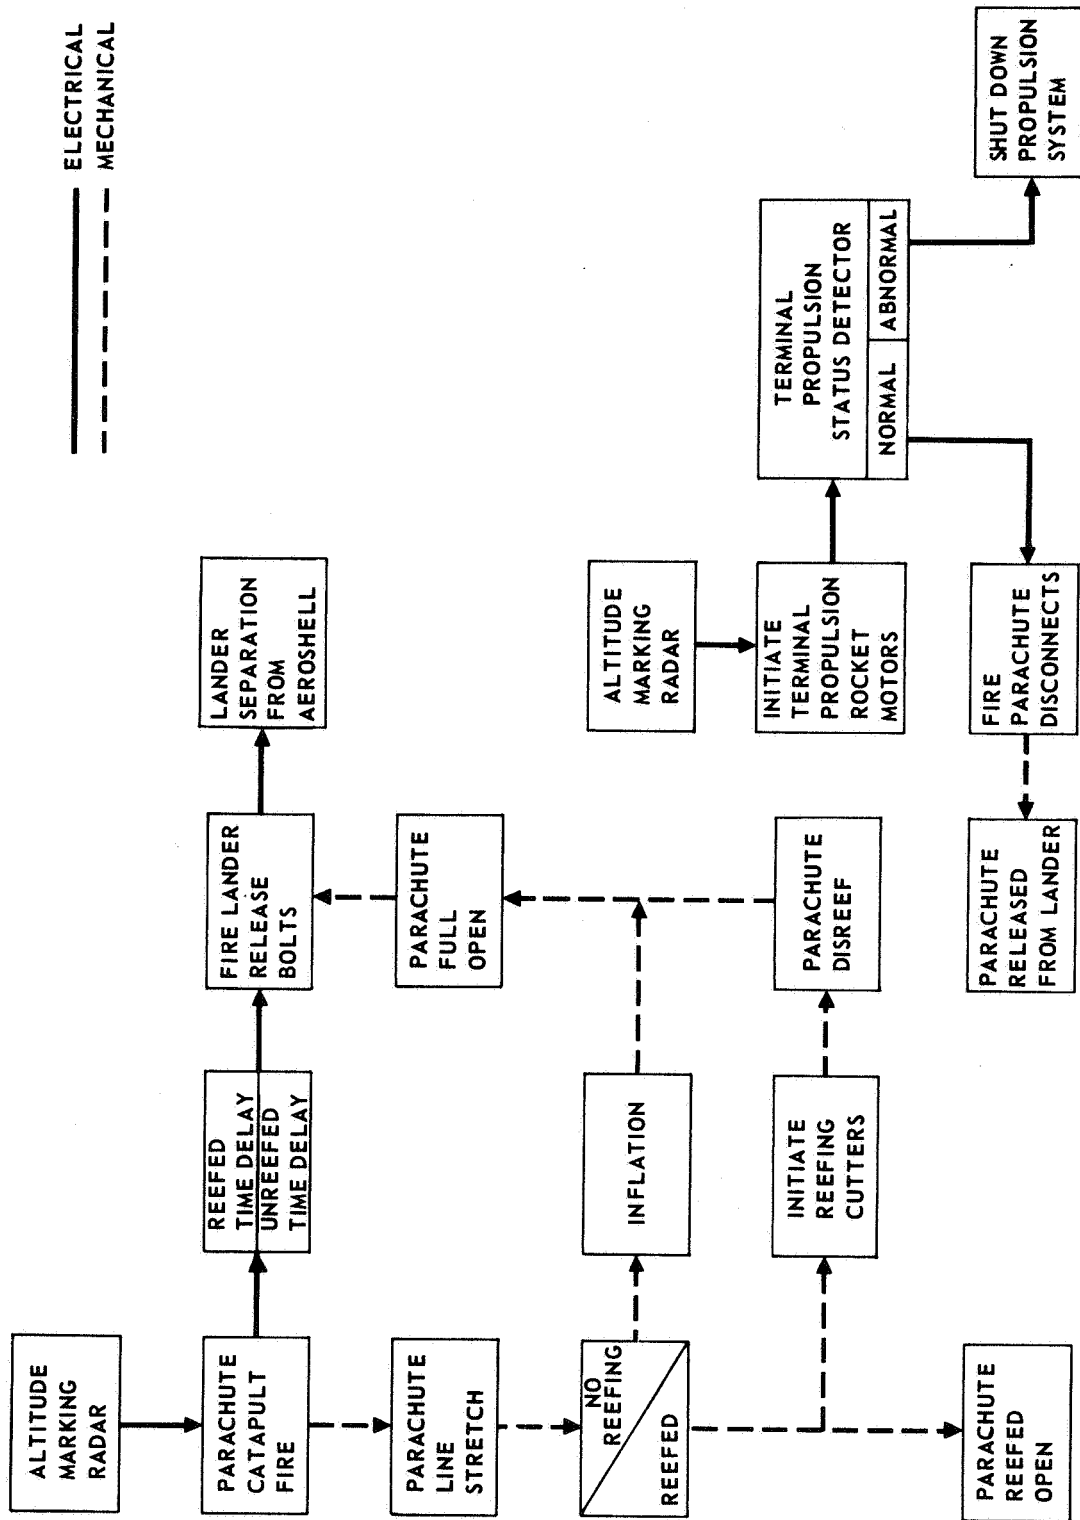 ELECTRICAL
MECHANICAL
ALTITUDE
MARKING
RADAR
PARACHUTE
CATAPULT
FIRE
REEFED
TIME DELAY
UNREEFED
TIME DELAY
FIRE LANDER
RELEASE
BOLTS
LANDER
SEPARATION
FROM
AEROSHELL
PARACHUTE
LINE
STRETCH
PARACHUTE
FULL
OPEN
NO
REEFING
REEFED
INFLATION
INITIATE
REEFING
CUTTERS
PARACHUTE
DISREEF
PARACHUTE
REEFED
OPEN
ALTITUDE
MARKING
RADAR
INITIATE
TERMINAL
PROPULSION
ROCKET
MOTORS
TERMINAL
PROPULSION
STATUS DETECTOR
NORMAL
ABNORMAL
SHUT DOWN
PROPULSION
SYSTEM
FIRE
PARACHUTE
DISCONNECTS
PARACHUTE
RELEASED
FROM LANDER